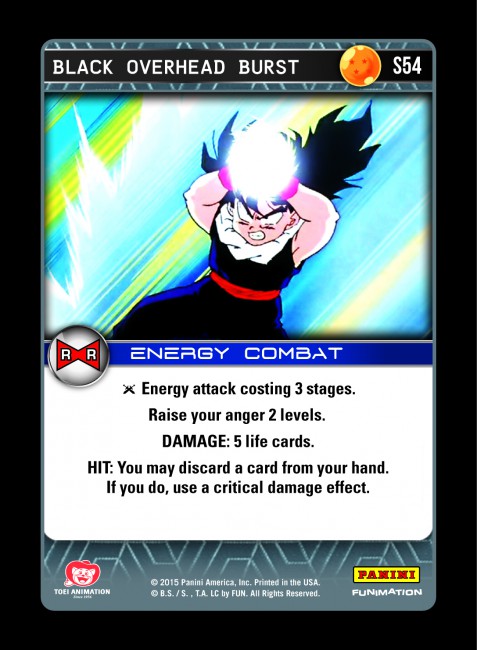 BLACK OVERHEAD BURST S54
R R ENERGY COMBAT
Energy attack costing 3 stages.
Raise your anger 2 levels.
DAMAGE: 5 life cards.
HIT: You may discard a card from your hand.
If you do, use a critical damage effect.
TOEI ANIMATION
Since 1956
© 2015 Panini America, Inc. Printed in the USA.
© B.S. / S. , T.A. LC by FUN. All Rights Reserved.
PANINI
FUNIMATION